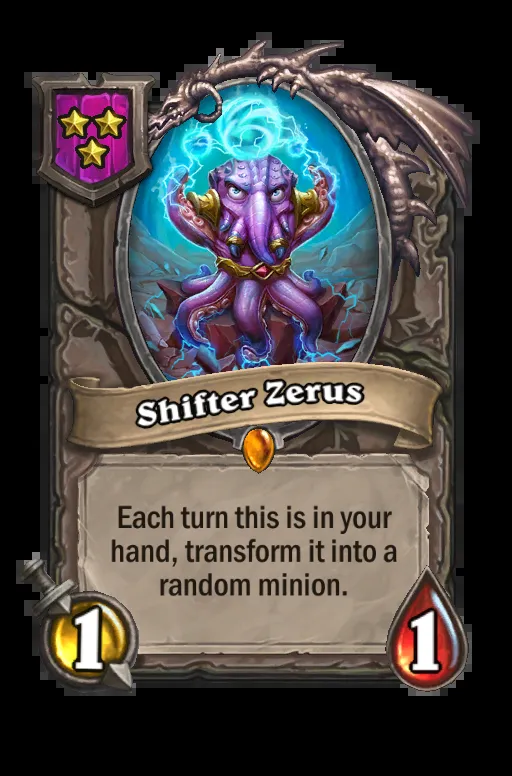 Shifter Zerus
Each turn this is in your
hand, transform it into a
random minion.
1
1